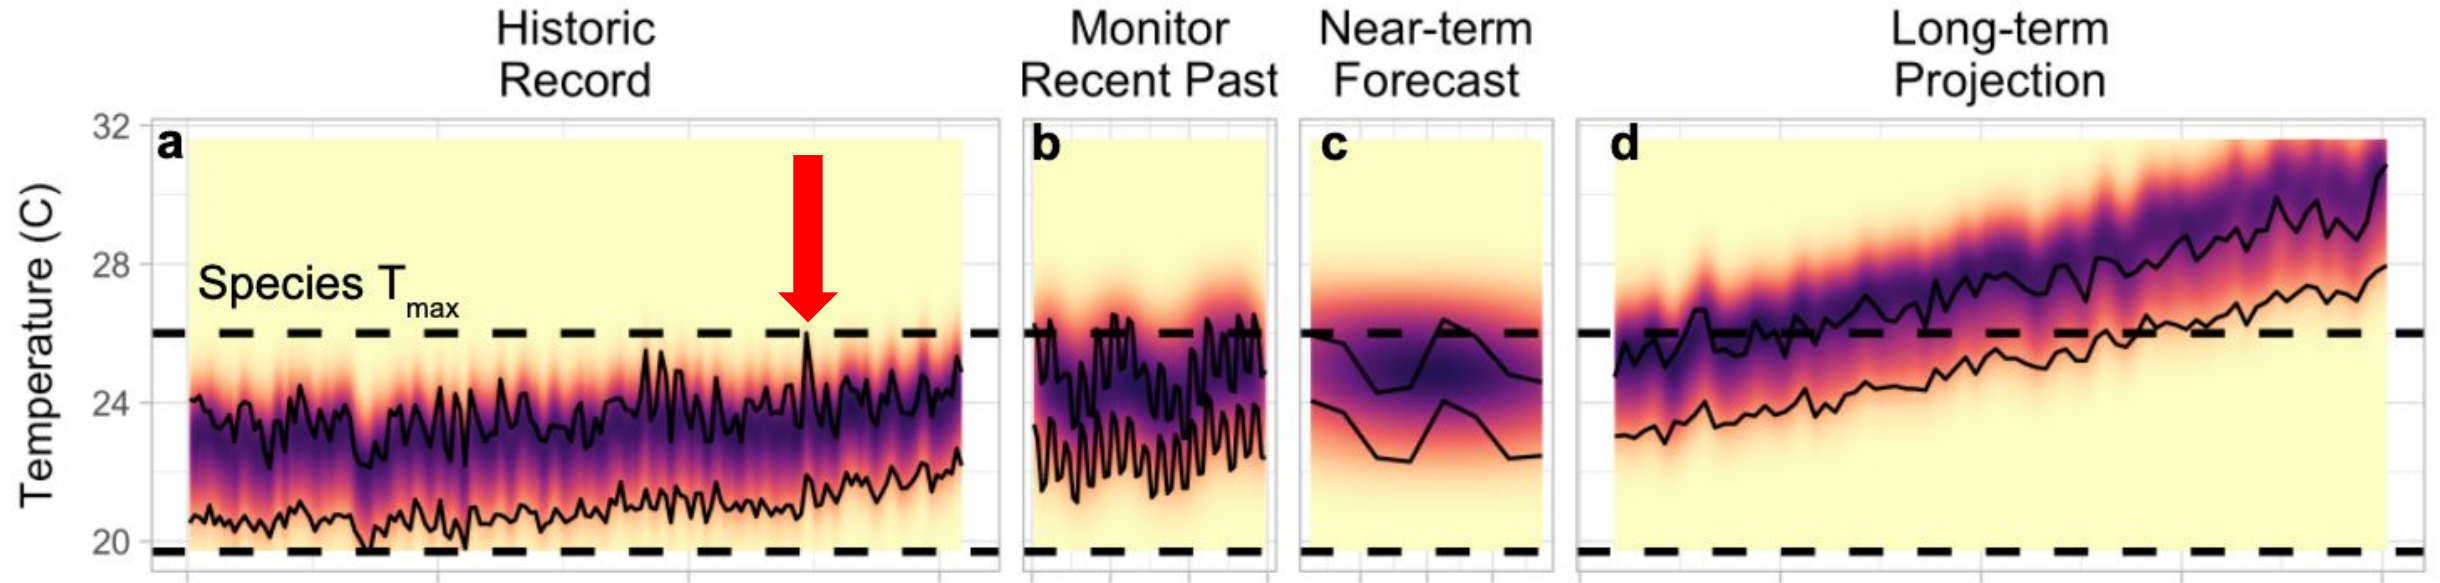 Historic
Record
Monitor
Recent Past
Near-term
Forecast
Long-term
Projection
Temperature (C)
32
28
24
20
a
Species Tmax
b
c
d